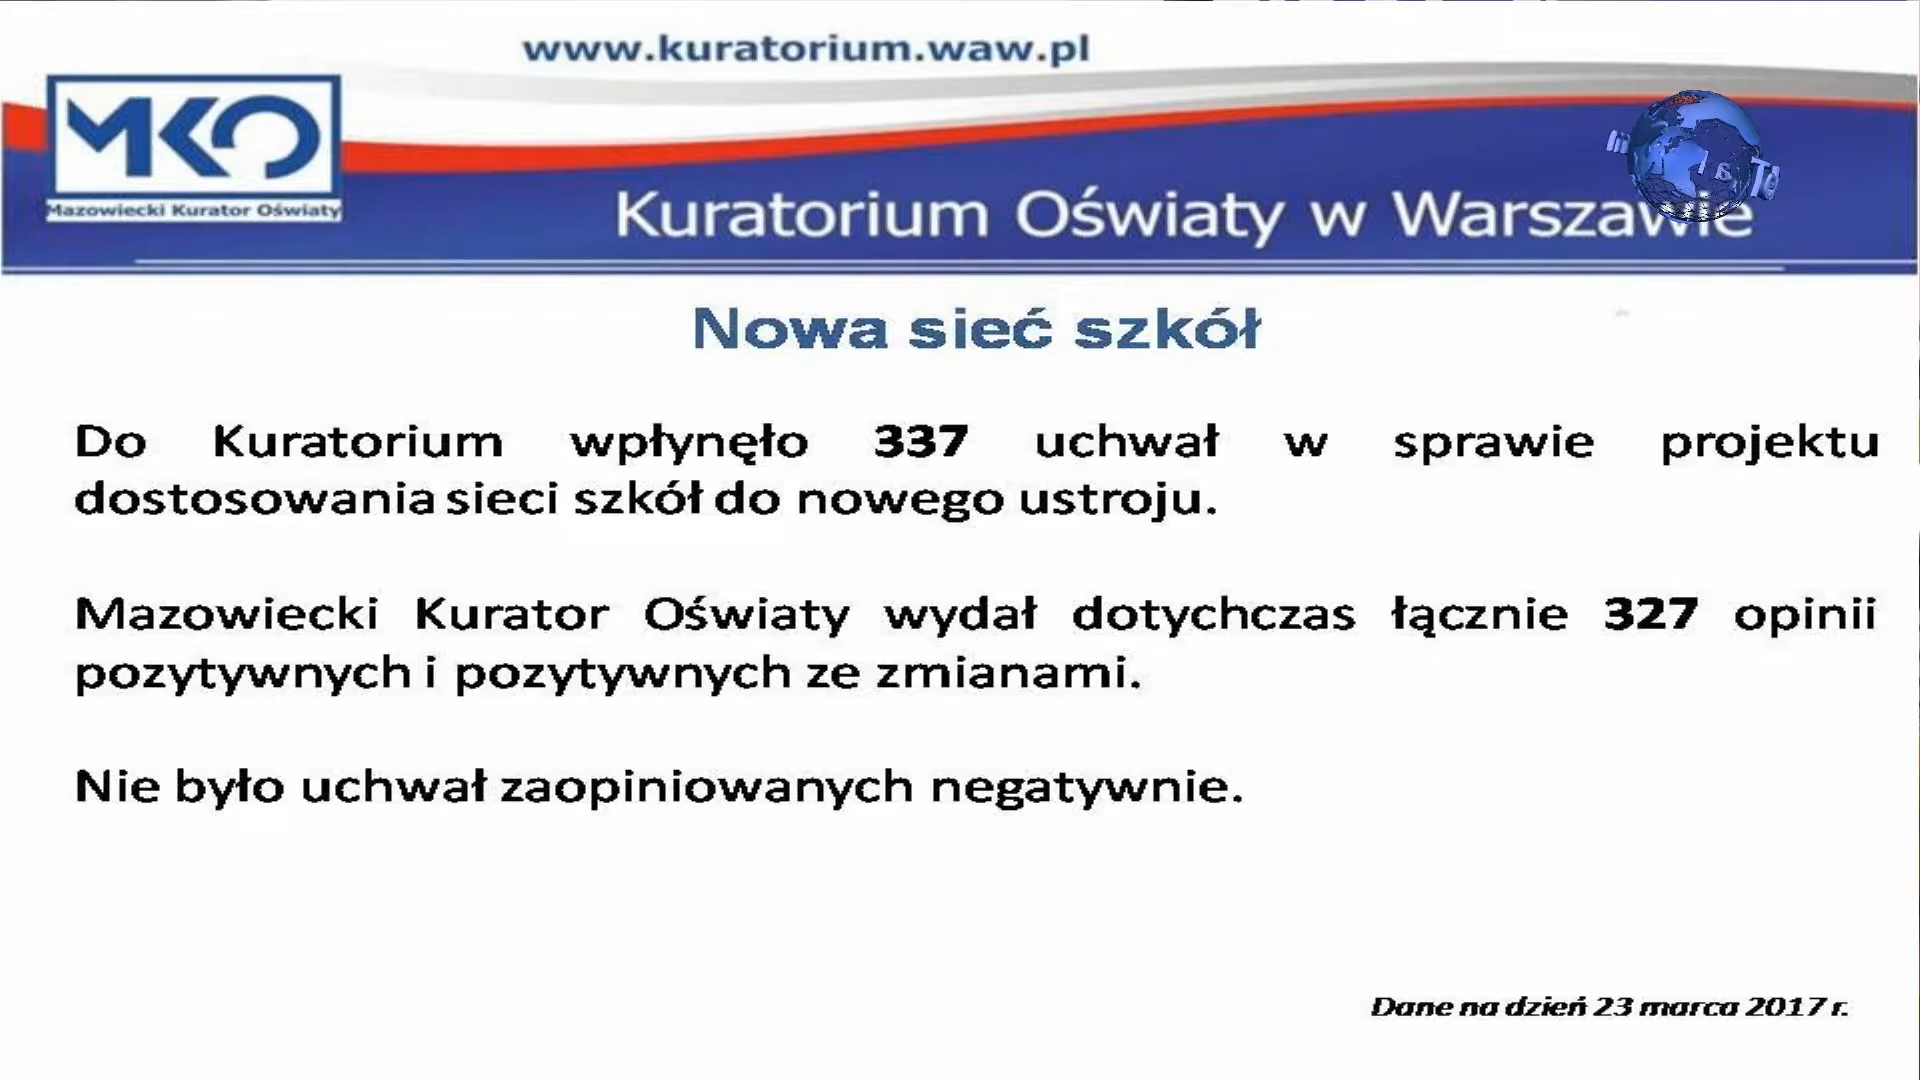 www.kuratorium.waw.pl
MKO
Mazowiecki Kurator Oświaty
Kuratorium Oświaty w Warszawie
Nowa sieć szkół
Do Kuratorium wpłynęło 337 uchwał w sprawie projektu
dostosowania sieci szkół do nowego ustroju.
Mazowiecki Kurator Oświaty wydał dotychczas łącznie 327 opinii
pozytywnych i pozytywnych ze zmianami.
Nie było uchwał zaopiniowanych negatywnie.
Dane na dzień 23 marca 2017 r.